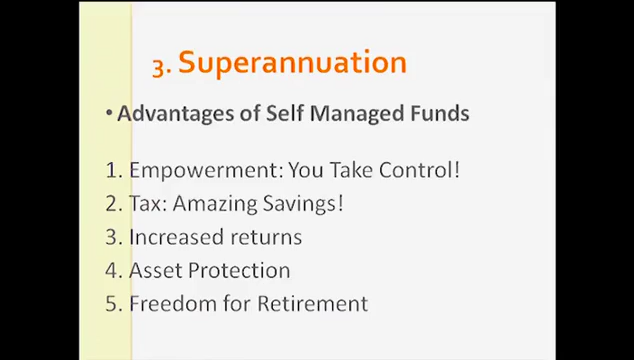 3. Superannuation
• Advantages of Self Managed Funds
1. Empowerment: You Take Control!
2. Tax: Amazing Savings!
3. Increased returns
4. Asset Protection
5. Freedom for Retirement